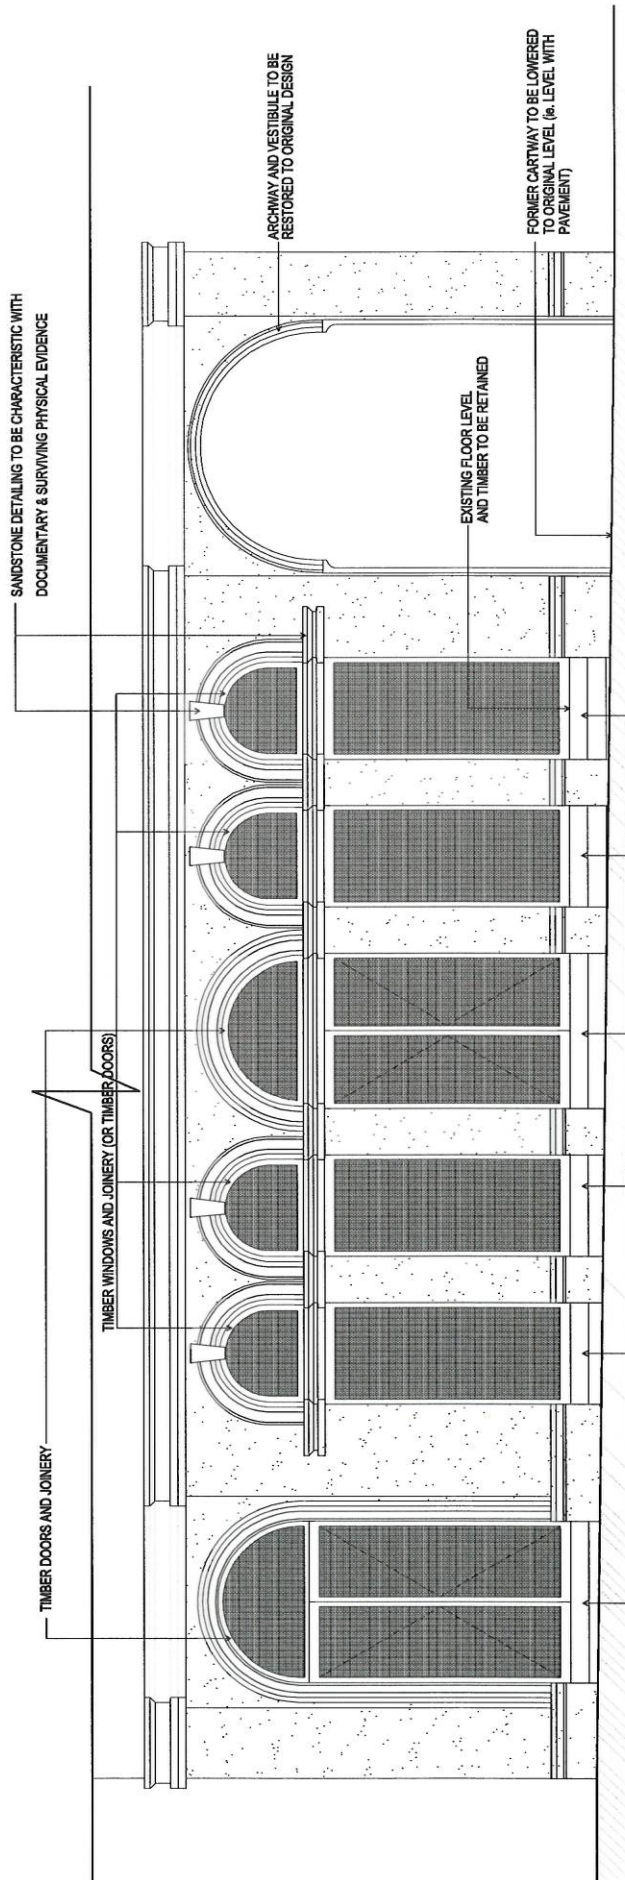 TIMBER DOORS AND JOINERY
TIMBER WINDOWS AND JOINERY (OR TIMBER DOORS)
SANDSTONE DETAILING TO BE CHARACTERISTIC WITH
DOCUMENTARY & SURVIVING PHYSICAL EVIDENCE
ARCHWAY AND VESTIBULE TO BE
RESTORED TO ORIGINAL DESIGN
EXISTING FLOOR LEVEL
AND TIMBER TO BE RETAINED
FORMER CARTWAY TO BE LOWERED
TO ORIGINAL LEVEL (ie. LEVEL WITH
PAVEMENT)